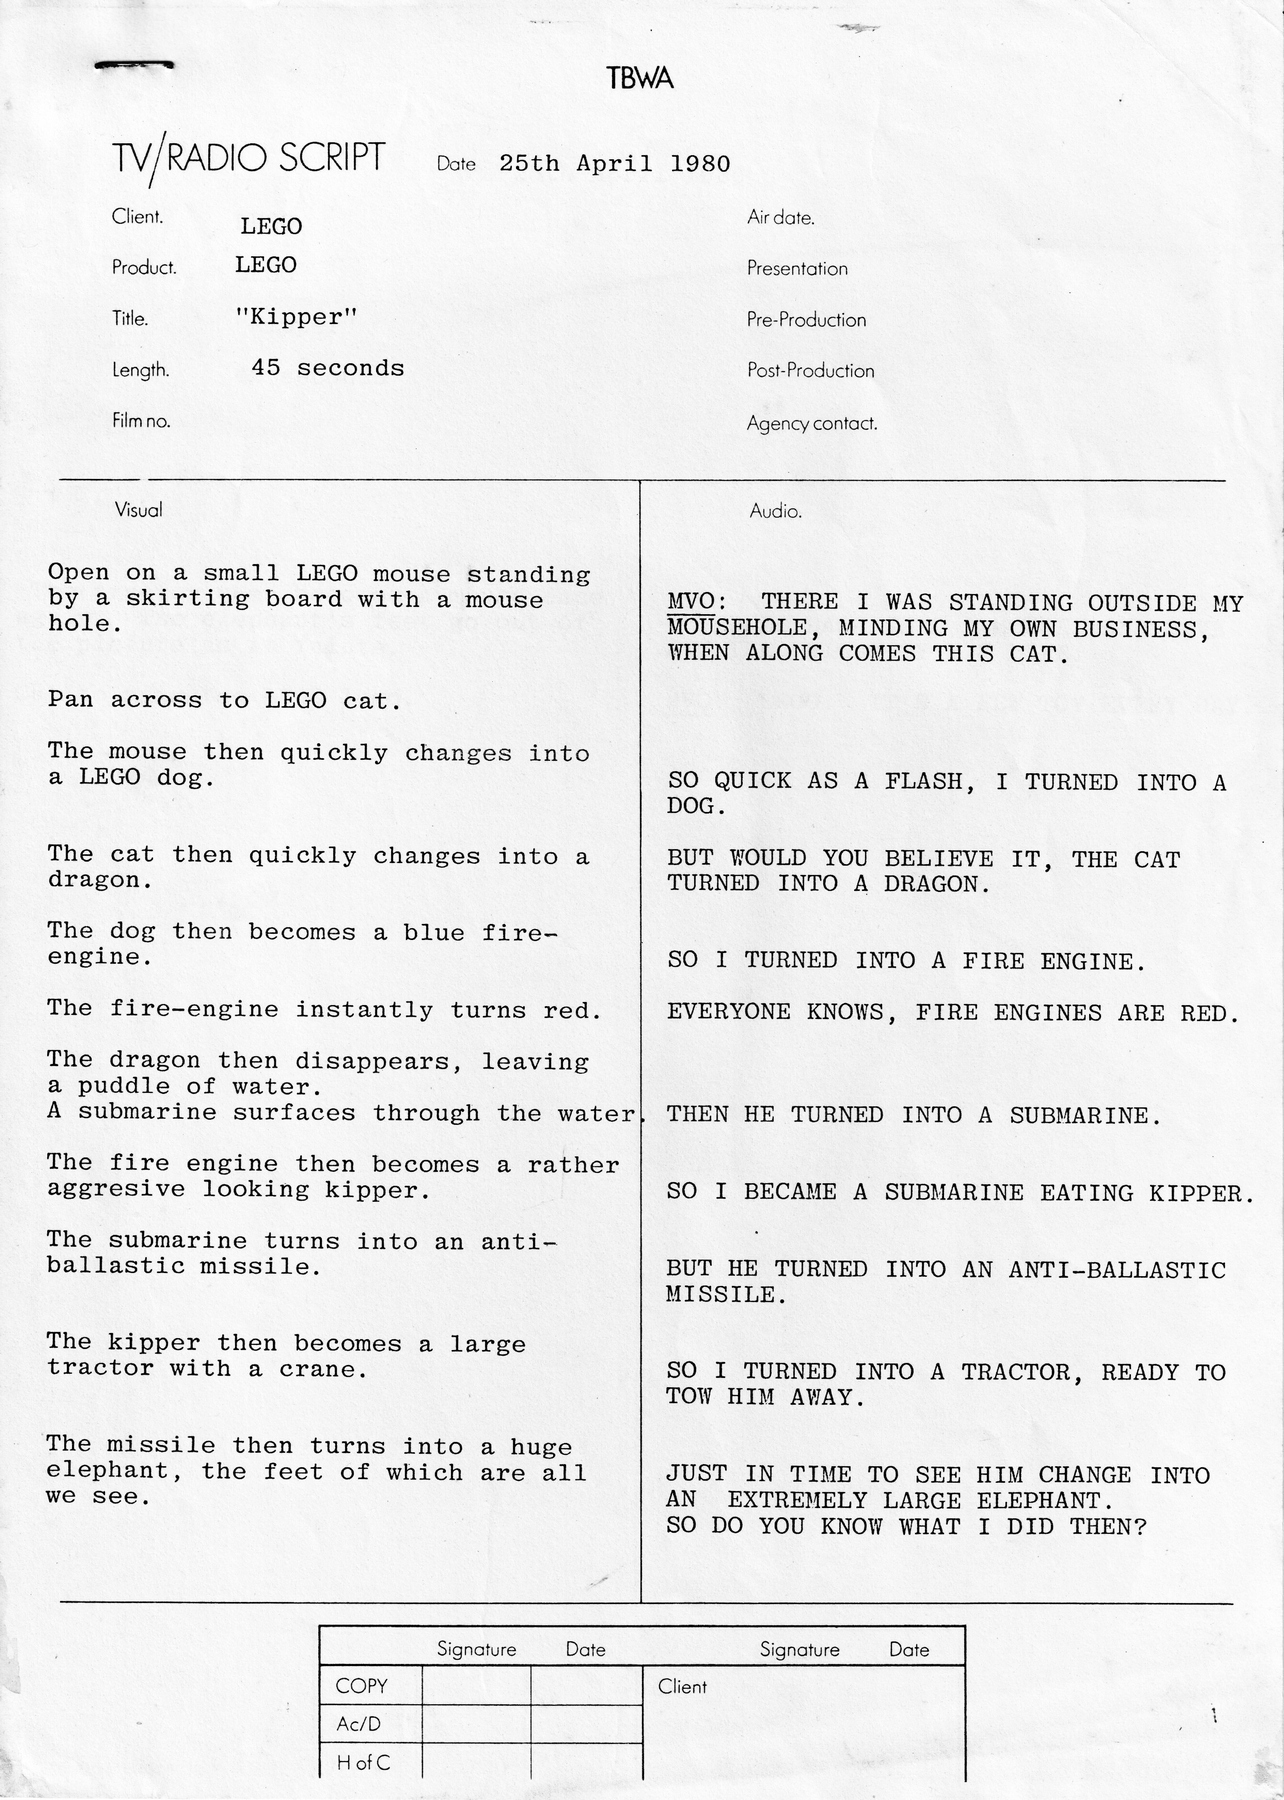 TBWA
TV/RADIO SCRIPT Date 25th April 1980
Client. LEGO
Air date.
Product. LEGO
Presentation
Title. "Kipper"
Pre-Production
Length. 45 seconds
Post-Production
Film no.
Agency contact.
Visual
Audio.
Open on a small LEGO mouse standing
by a skirting board with a mouse
hole.
MVO: THERE I WAS STANDING OUTSIDE MY
MOUSEHOLE, MINDING MY OWN BUSINESS,
WHEN ALONG COMES THIS CAT.
Pan across to LEGO cat.
The mouse then quickly changes into
a LEGO dog.
SO QUICK AS A FLASH, I TURNED INTO A
DOG.
The cat then quickly changes into a
dragon.
BUT WOULD YOU BELIEVE IT, THE CAT
TURNED INTO A DRAGON.
The dog then becomes a blue fire-
engine.
SO I TURNED INTO A FIRE ENGINE.
The fire-engine instantly turns red.
EVERYONE KNOWS, FIRE ENGINES ARE RED.
The dragon then disappears, leaving
a puddle of water.
A submarine surfaces through the water.
THEN HE TURNED INTO A SUBMARINE.
The fire engine then becomes a rather
aggresive looking kipper.
SO I BECAME A SUBMARINE EATING KIPPER.
The submarine turns into an anti-
ballastic missile.
BUT HE TURNED INTO AN ANTI-BALLASTIC
MISSILE.
The kipper then becomes a large
tractor with a crane.
SO I TURNED INTO A TRACTOR, READY TO
TOW HIM AWAY.
The missile then turns into a huge
elephant, the feet of which are all
we see.
JUST IN TIME TO SEE HIM CHANGE INTO
AN EXTREMELY LARGE ELEPHANT.
SO DO YOU KNOW WHAT I DID THEN?
Signature Date Signature Date
COPY Client
Ac/D
H of C